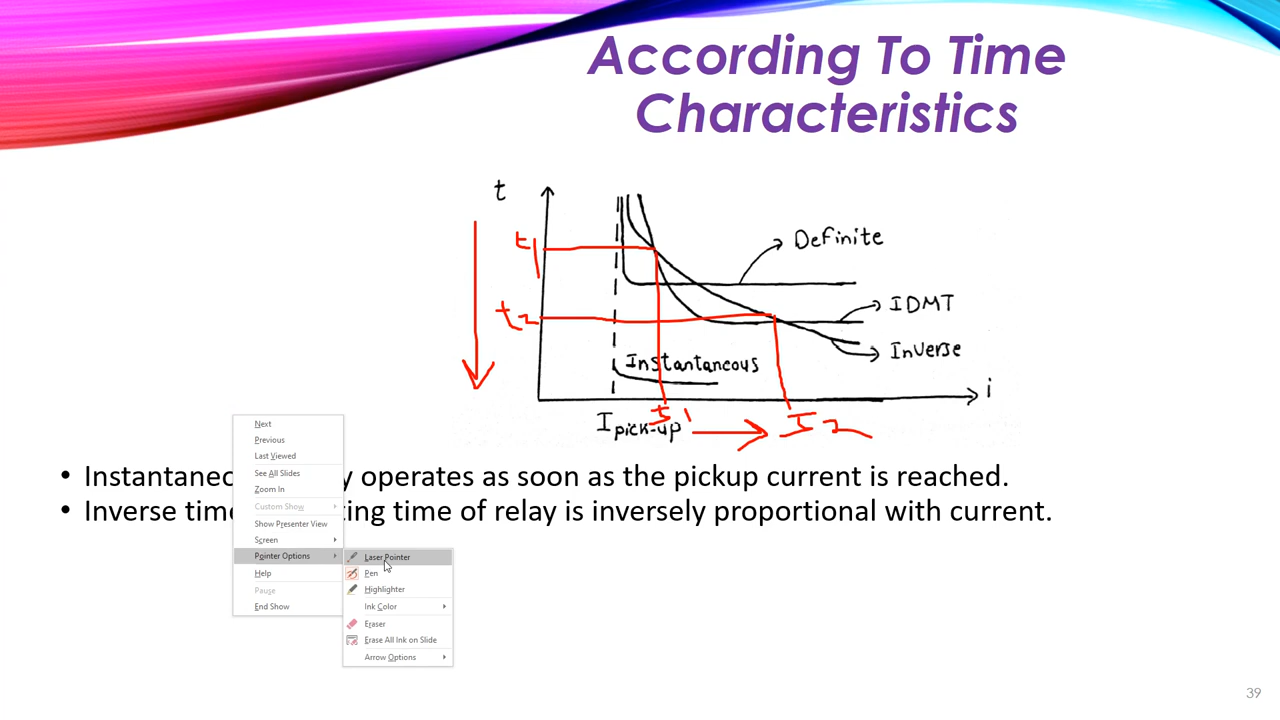 According To Time
Characteristics
t
t1
t2
Definite
IDMT
Inverse
Instantaneous
i
I pick-up
I1
I2
• Instantaneo y operates as soon as the pickup current is reached.
• Inverse time ting time of relay is inversely proportional with current.
Next
Previous
Last Viewed
See All Slides
Zoom In
Custom Show
Show Presenter View
Screen
Pointer Options
Help
Pause
End Show
Laser Pointer
Pen
Highlighter
Ink Color
Eraser
Erase All Ink on Slide
Arrow Options
39